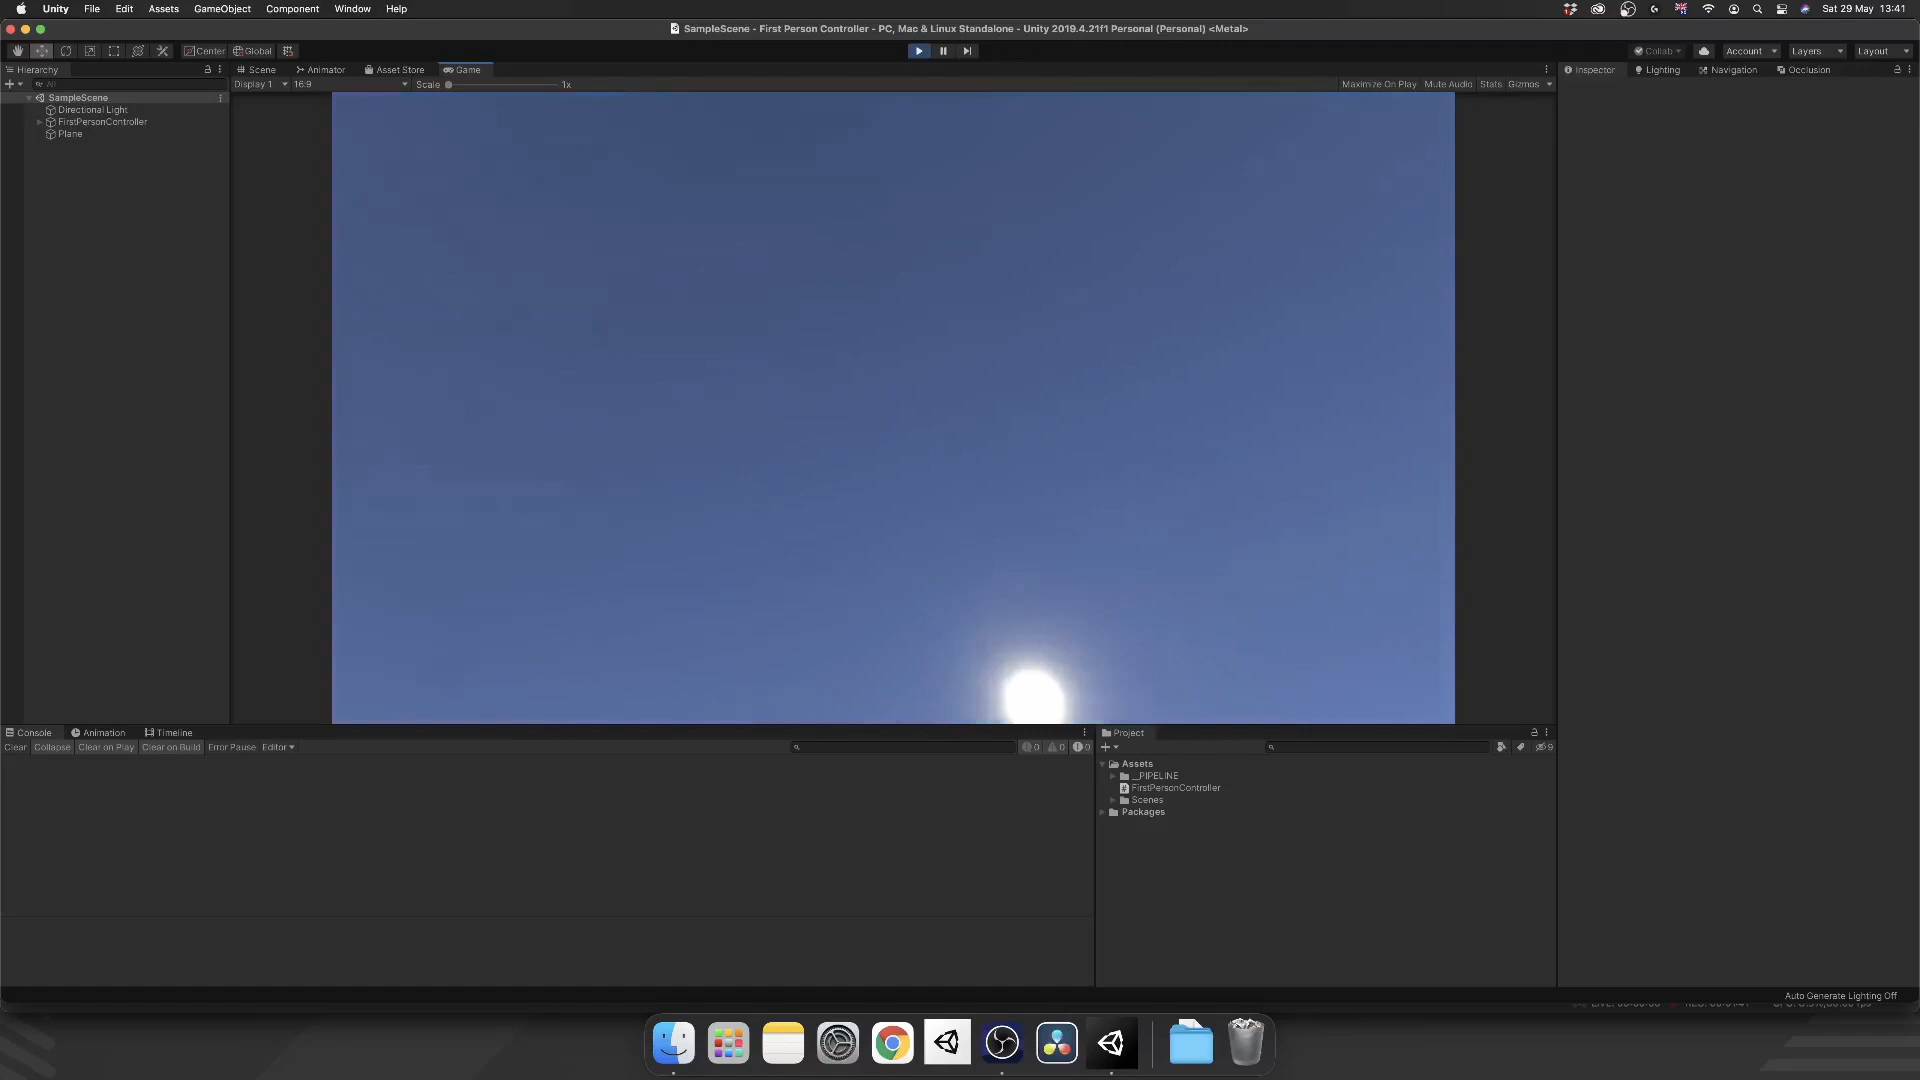 Unity File Edit Assets GameObject Component Window Help Sat 29 May 13:41
SampleScene - First Person Controller - PC, Mac & Linux Standalone - Unity 2019.4.21f1 Personal (Personal) <Metal>
Center Global Collab Account Layers Layout
Hierarchy Scene Animator Asset Store Game Inspector Lighting Navigation Occlusion
All Display 1 16:9 Scale 1x Maximize On Play Mute Audio Stats Gizmos
SampleScene
Directional Light
FirstPersonController
Plane
Console Animation Timeline Project
Clear Collapse Clear on Play Clear on Build Error Pause Editor 0 0 0 9
Assets
__PIPELINE
FirstPersonController
Scenes
Packages
Auto Generate Lighting Off